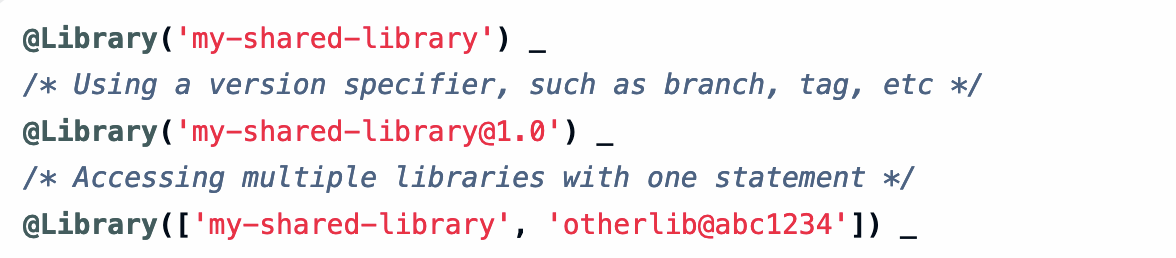 @Library('my-shared-library') _
/* Using a version specifier, such as branch, tag, etc */
@Library('my-shared-library@1.0') _
/* Accessing multiple libraries with one statement */
@Library(['my-shared-library', 'otherlib@abc1234']) _